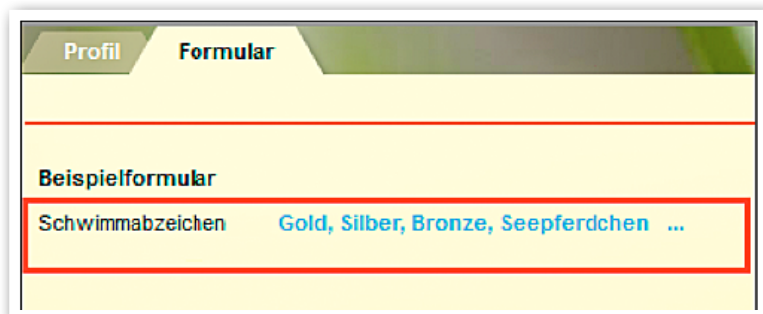 Profil Formular
Beispielformular
Schwimmabzeichen Gold, Silber, Bronze, Seepferdchen ...